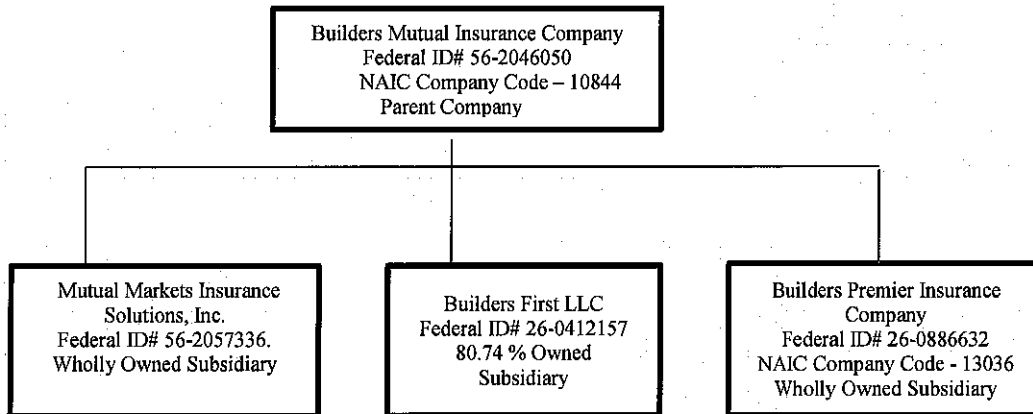 Builders Mutual Insurance Company
Federal ID# 56-2046050
NAIC Company Code – 10844
Parent Company
Mutual Markets Insurance
Solutions, Inc.
Federal ID# 56-2057336.
Wholly Owned Subsidiary
Builders First LLC
Federal ID# 26-0412157
80.74 % Owned
Subsidiary
Builders Premier Insurance
Company
Federal ID# 26-0886632
NAIC Company Code - 13036
Wholly Owned Subsidiary